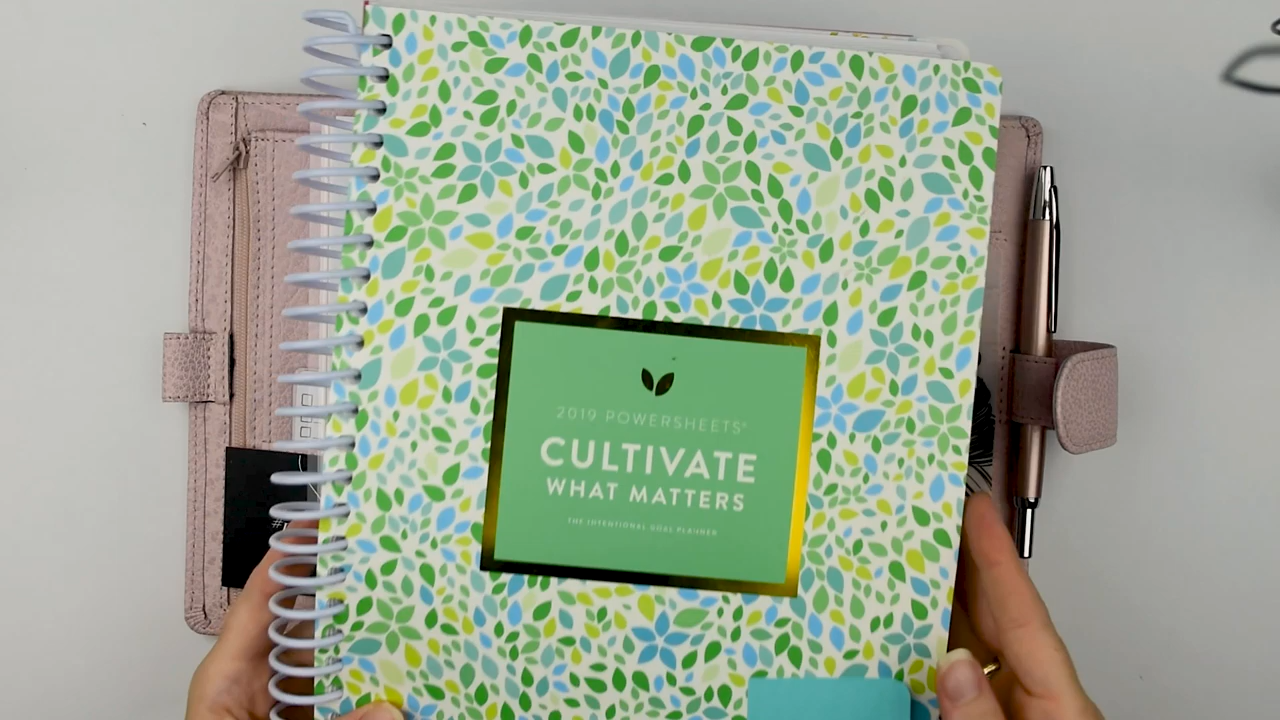 2019 POWERSHEETS®
CULTIVATE
WHAT MATTERS
THE INTENTIONAL GOAL PLANNER